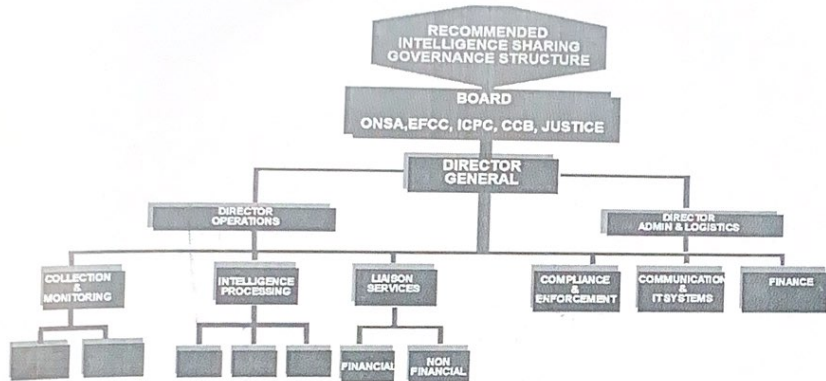 RECOMMENDED
INTELLIGENCE SHARING
GOVERNANCE STRUCTURE
BOARD
ONSA,EFCC, ICPC, CCB, JUSTICE
DIRECTOR
GENERAL
DIRECTOR
OPERATIONS
DIRECTOR
ADMIN & LOGISTICS
COLLECTION
&
MONITORING
INTELLIGENCE
PROCESSING
LIAISON
SERVICES
COMPLIANCE
&
ENFORCEMENT
COMMUNICATION
&
IT SYSTEMS
FINANCE
FINANCIAL
NON
FINANCIAL